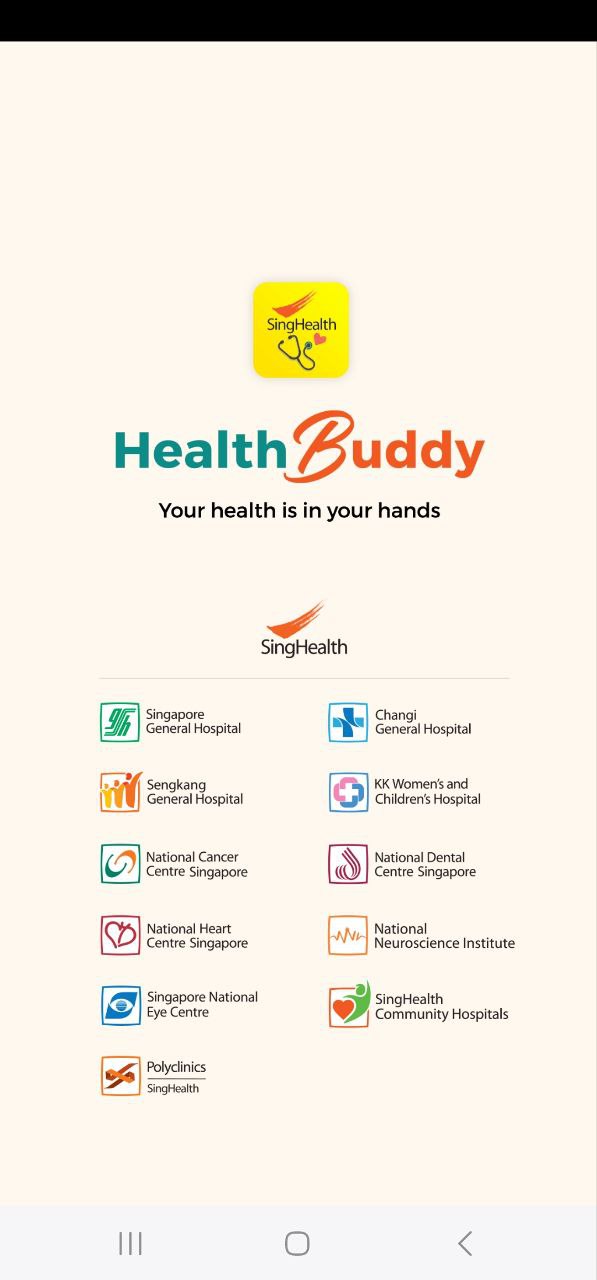 SingHealth
HealthBuddy
Your health is in your hands
SingHealth
Singapore
General Hospital
Changi
General Hospital
Sengkang
General Hospital
KK Women's and
Children's Hospital
National Cancer
Centre Singapore
National Dental
Centre Singapore
National Heart
Centre Singapore
National
Neuroscience Institute
Singapore National
Eye Centre
SingHealth
Community Hospitals
Polyclinics
SingHealth